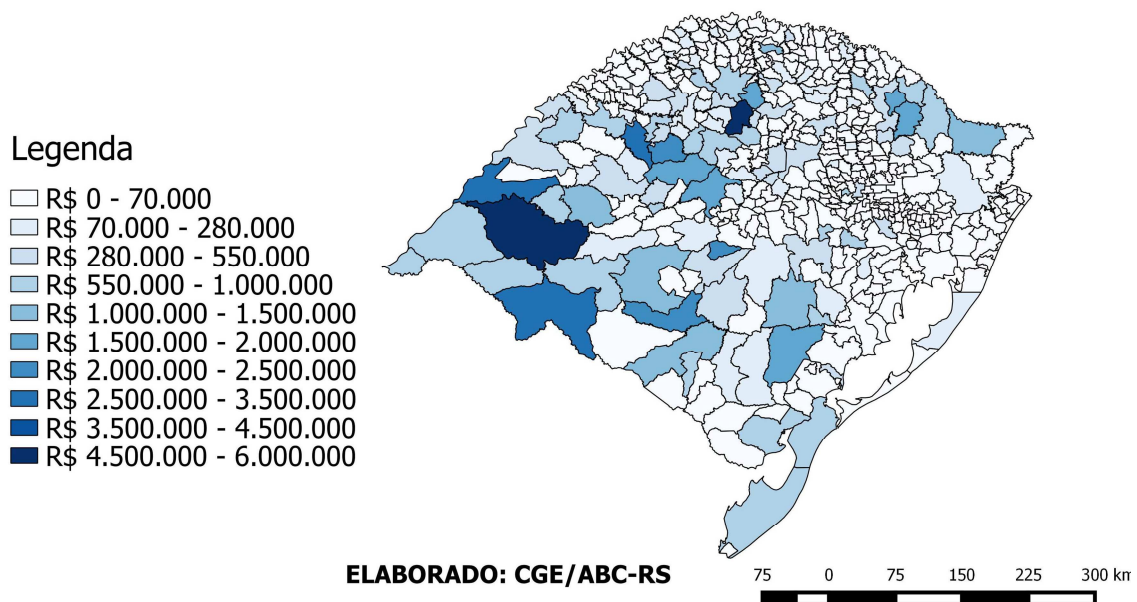 Legenda
R$ 0 - 70.000
R$ 70.000 - 280.000
R$ 280.000 - 550.000
R$ 550.000 - 1.000.000
R$ 1.000.000 - 1.500.000
R$ 1.500.000 - 2.000.000
R$ 2.000.000 - 2.500.000
R$ 2.500.000 - 3.500.000
R$ 3.500.000 - 4.500.000
R$ 4.500.000 - 6.000.000
ELABORADO: CGE/ABC-RS
75 0 75 150 225 300 km